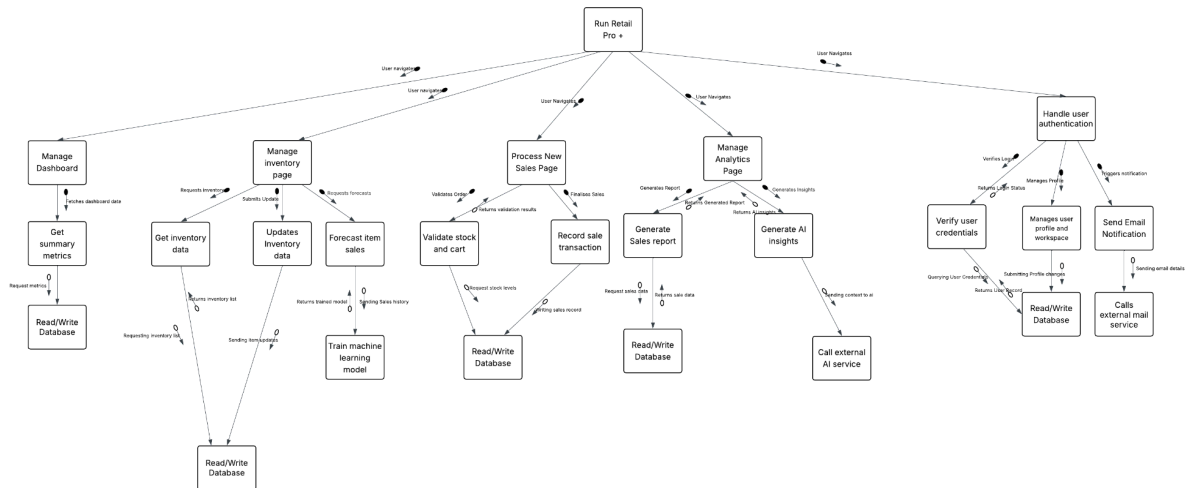 Run Retail
Pro +
User Navigates
User navigates
User navigates
User Navigates
User Navigates
Handle user
authentication
Manage
Dashboard
Manage
inventory
page
Process New
Sales Page
Manage
Analytics
Page
Verifies Login
Triggers notification
Manages Profile
Returns Login Status
Fetches dashboard data
Requests Inventory
Submits Update
Requests forecasts
Validates Order
Finalises Sales
Returns validation results
Generates Report
Generates Insights
Returns Generated Report
Returns AI insights
Get
summary
metrics
Get inventory
data
Updates
Inventory
data
Forecast item
sales
Validate stock
and cart
Record sale
transaction
Generate
Sales report
Generate AI
insights
Verify user
credentials
Manages user
profile and
workspace
Send Email
Notification
Request metrics
Returns inventory list
Requesting inventory list
Sending item updates
Returns trained model
Sending Sales history
Request stock levels
sales record
Request sales data
Returns sale data
Sending context to ai
Querying User Credentials
Returns User Record
Submitting Profile changes
Sending email details
Read/Write
Database
Train machine
learning
model
Read/Write
Database
Read/Write
Database
Call external
AI service
Read/Write
Database
Calls
external mail
service
Read/Write
Database